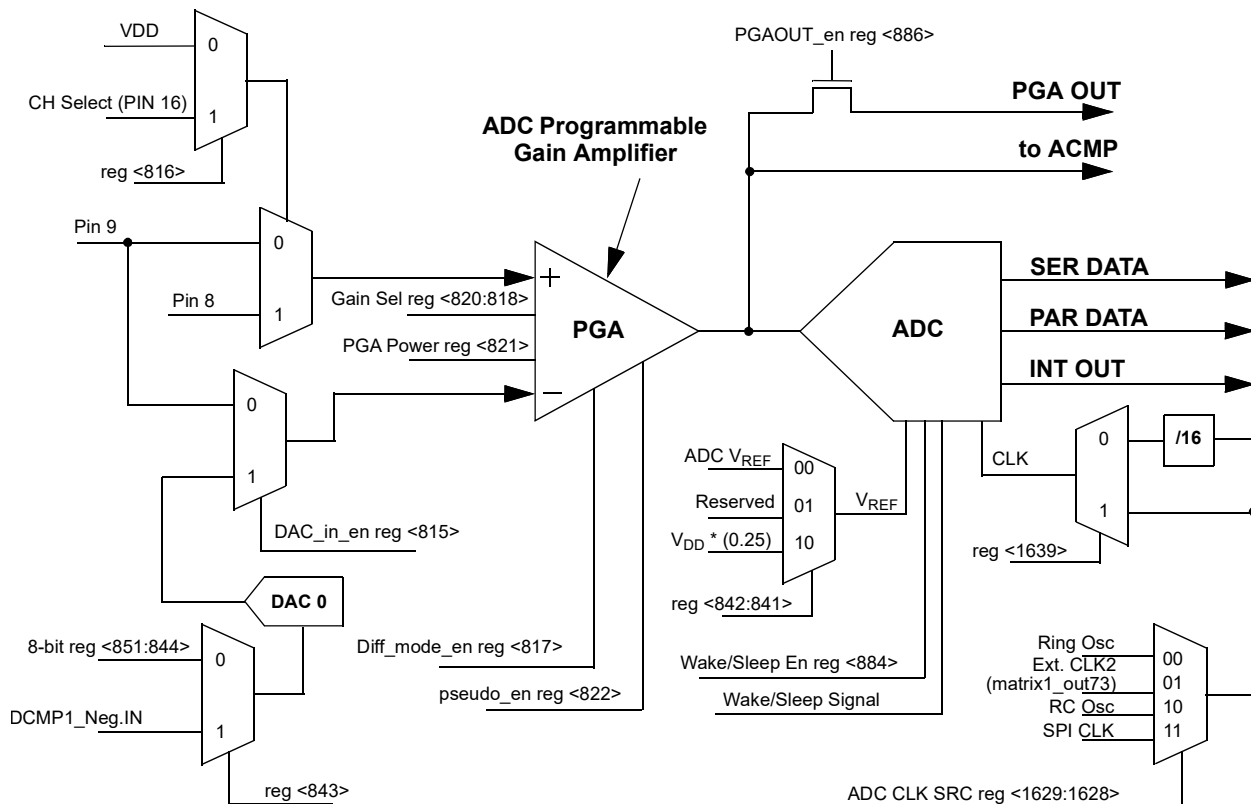 VDD
0
CH Select (PIN 16)
1
reg <816>
PGAOUT_en reg <886>
PGA OUT
to ACMP
ADC Programmable
Gain Amplifier
Pin 9
0
Pin 8
1
+
Gain Sel reg <820:818>
PGA
PGA Power reg <821>
−
ADC
SER DATA
PAR DATA
INT OUT
0
1
DAC_in_en reg <815>
DAC 0
8-bit reg <851:844>
0
DCMP1_Neg.IN
1
reg <843>
Diff_mode_en reg <817>
pseudo_en reg <822>
ADC VREF
00
Reserved
01
VDD * (0.25)
10
VREF
reg <842:841>
Wake/Sleep En reg <884>
Wake/Sleep Signal
CLK
0
/16
1
reg <1639>
Ring Osc
00
Ext. CLK2
(matrix1_out73)
01
RC Osc
10
SPI CLK
11
ADC CLK SRC reg <1629:1628>